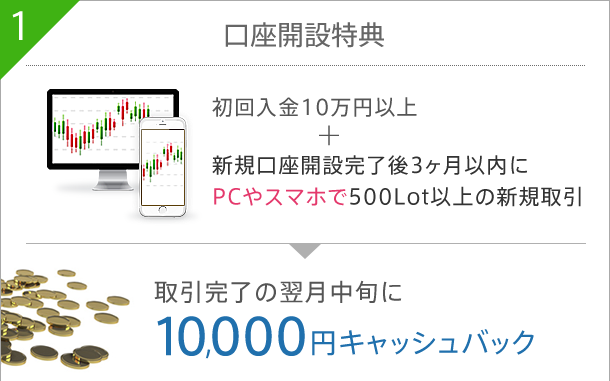 1
口座開設特典
初回入金10万円以上
＋
新規口座開設完了後3ヶ月以内に
PCやスマホで500Lot以上の新規取引
取引完了の翌月中旬に
10,000円キャッシュバック